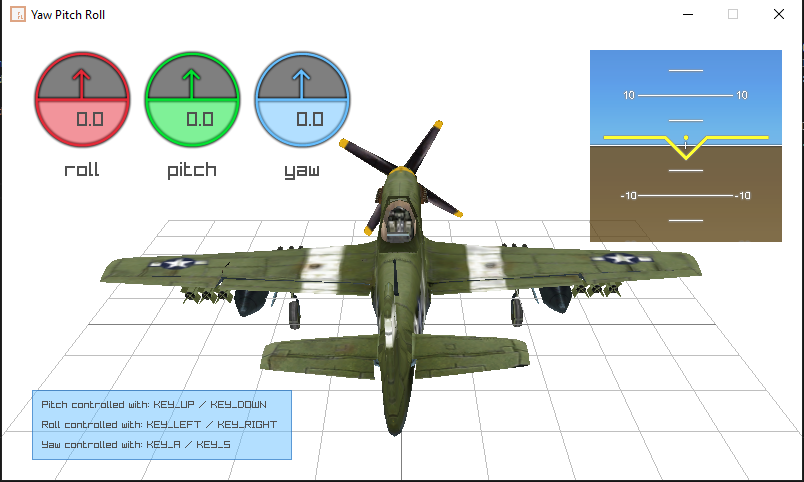 Yaw Pitch Roll
0.0 0.0 0.0
roll pitch yaw
10 10
-10 -10
Pitch controlled with: KEY_UP / KEY_DOWN
Roll controlled with: KEY_LEFT / KEY_RIGHT
Yaw controlled with: KEY_A / KEY_S